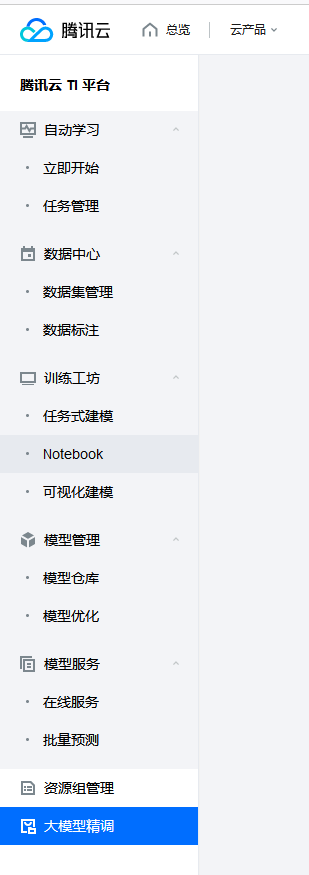 腾讯云 总览 云产品
腾讯云 TI 平台
自动学习
立即开始
任务管理
数据中心
数据集管理
数据标注
训练工坊
任务式建模
Notebook
可视化建模
模型管理
模型仓库
模型优化
模型服务
在线服务
批量预测
资源组管理
大模型精调